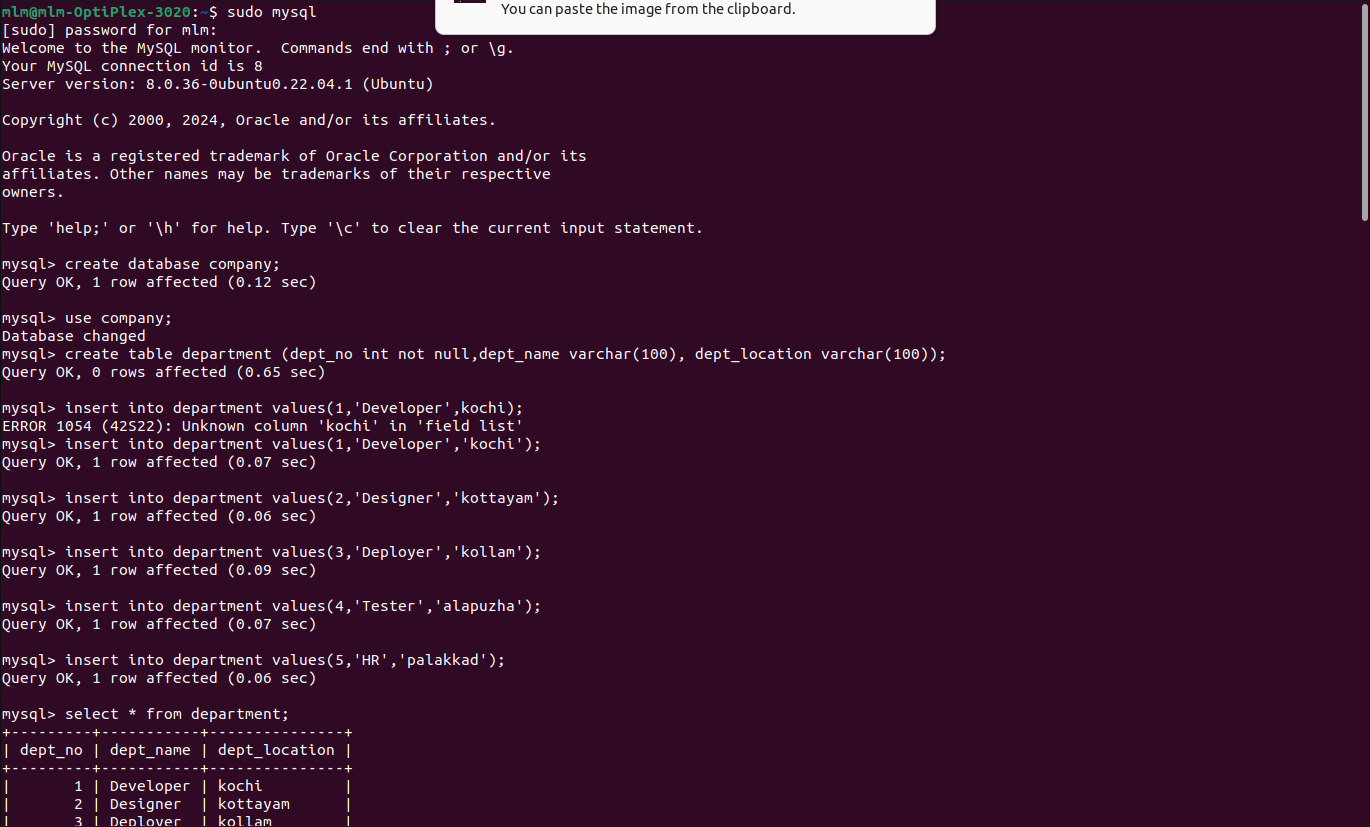 You can paste the image from the clipboard.
mlm@mlm-OptiPlex-3020:~$ sudo mysql
[sudo] password for mlm:
Welcome to the MySQL monitor.  Commands end with ; or \g.
Your MySQL connection id is 8
Server version: 8.0.36-0ubuntu0.22.04.1 (Ubuntu)

Copyright (c) 2000, 2024, Oracle and/or its affiliates.

Oracle is a registered trademark of Oracle Corporation and/or its
affiliates. Other names may be trademarks of their respective
owners.

Type 'help;' or '\h' for help. Type '\c' to clear the current input statement.

mysql> create database company;
Query OK, 1 row affected (0.12 sec)

mysql> use company;
Database changed
mysql> create table department (dept_no int not null,dept_name varchar(100), dept_location varchar(100));
Query OK, 0 rows affected (0.65 sec)

mysql> insert into department values(1,'Developer',kochi);
ERROR 1054 (42S22): Unknown column 'kochi' in 'field list'
mysql> insert into department values(1,'Developer','kochi');
Query OK, 1 row affected (0.07 sec)

mysql> insert into department values(2,'Designer','kottayam');
Query OK, 1 row affected (0.06 sec)

mysql> insert into department values(3,'Deployer','kollam');
Query OK, 1 row affected (0.09 sec)

mysql> insert into department values(4,'Tester','alapuzha');
Query OK, 1 row affected (0.07 sec)

mysql> insert into department values(5,'HR','palakkad');
Query OK, 1 row affected (0.06 sec)

mysql> select * from department;
+---------+-----------+---------------+
| dept_no | dept_name | dept_location |
+---------+-----------+---------------+
|       1 | Developer | kochi         |
|       2 | Designer  | kottayam      |
|       3 | Deployer  | kollam        |